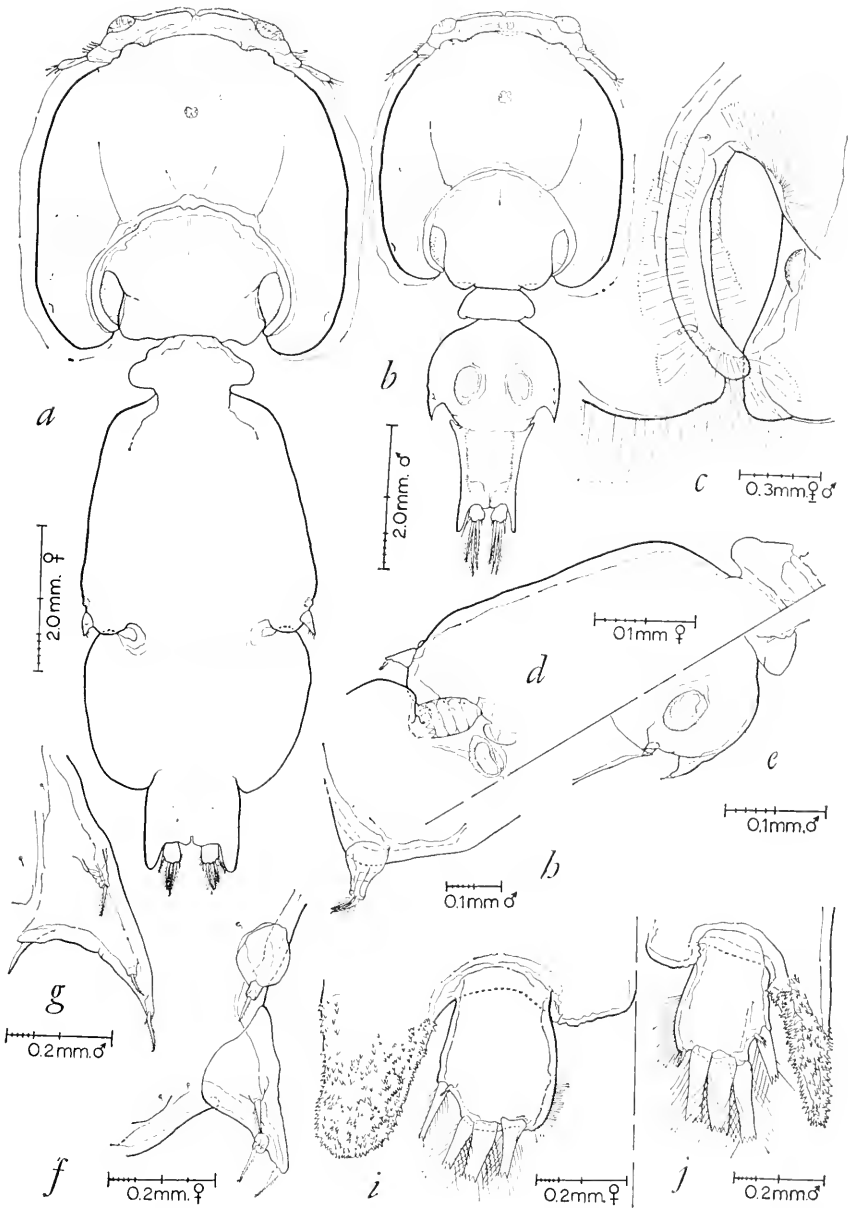 a
b
c
2.0mm. ♂
0.3mm. ♀ ♂
2.0mm. ♀
d
0.1mm ♀
e
0.1mm. ♂
h
0.1mm ♂
g
0.2mm. ♂
f
0.2mm. ♀
i
0.2mm. ♀
j
0.2mm. ♂